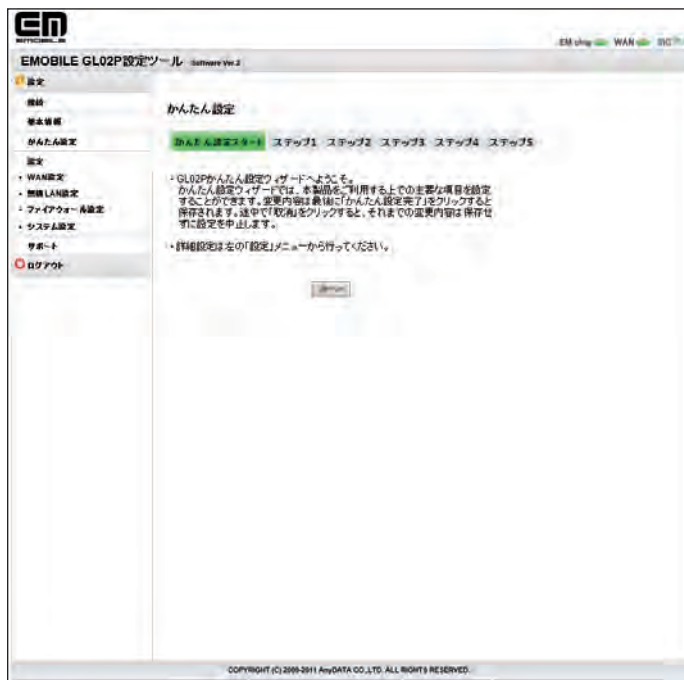 EM
EMOBILE
EM chip WAN
EMOBILE GL02P設定ツール Software Ver.2
設定
接続
基本情報
かんたん設定
設定
・WAN設定
・無線LAN設定
・ファイアウォール設定
・システム設定
サポート
ログアウト
かんたん設定
かんたん設定スタート ステップ1 ステップ2 ステップ3 ステップ4 ステップ5
・GL02Pかんたん設定ウィザードへようこそ。
かんたん設定ウィザードでは、本製品をご利用する上での主要な項目を設定
することができます。変更内容は最後に「かんたん設定完了」をクリックすると
保存されます。途中で「取消」をクリックすると、それまでの変更内容は保存せ
ずに設定を中止します。
・詳細設定は左の「設定」メニューから行ってください。
COPYRIGHT (C) 2009-2011 AnyDATA CO.,LTD. ALL RIGHTS RESERVED.